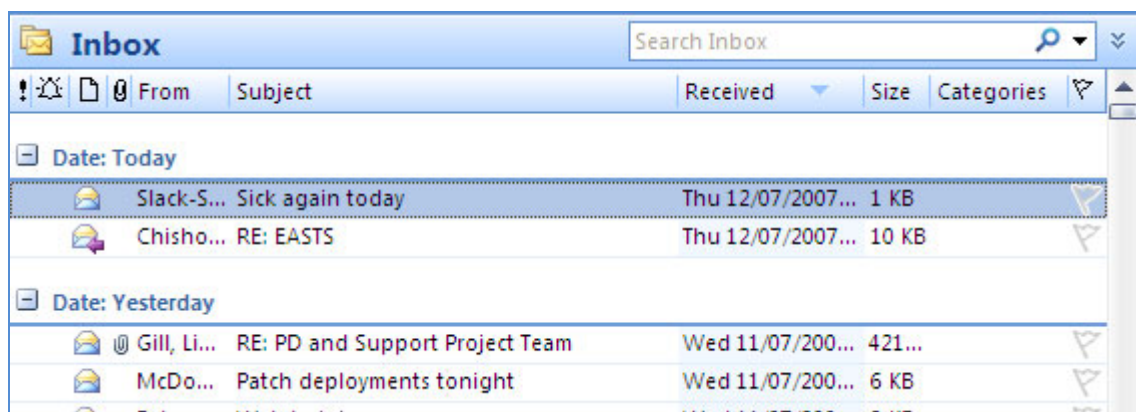 Inbox Search Inbox
From Subject Received Size Categories
Date: Today
Slack-S... Sick again today Thu 12/07/2007... 1 KB
Chisho... RE: EASTS Thu 12/07/2007... 10 KB
Date: Yesterday
Gill, Li... RE: PD and Support Project Team Wed 11/07/200... 421...
McDo... Patch deployments tonight Wed 11/07/200... 6 KB